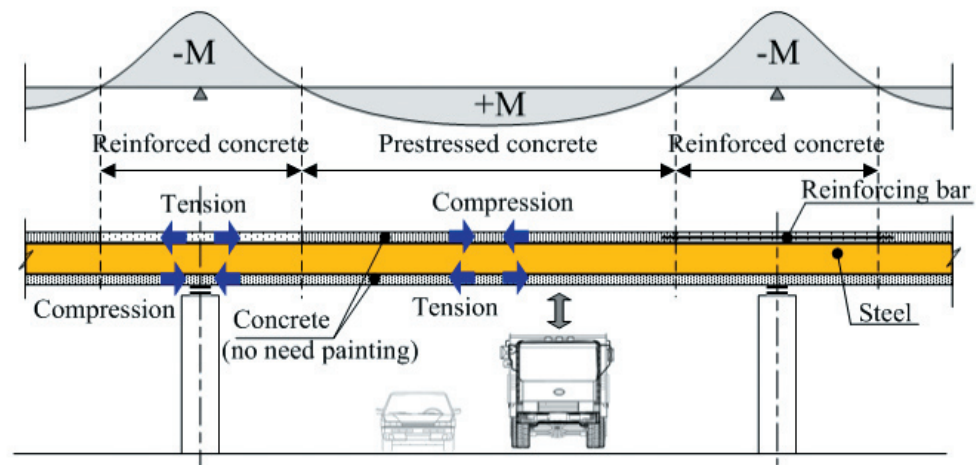 -M
-M
+M
Reinforced concrete
Prestressed concrete
Reinforced concrete
Reinforcing bar
Tension
Compression
Compression
Concrete
(no need painting)
Tension
Steel